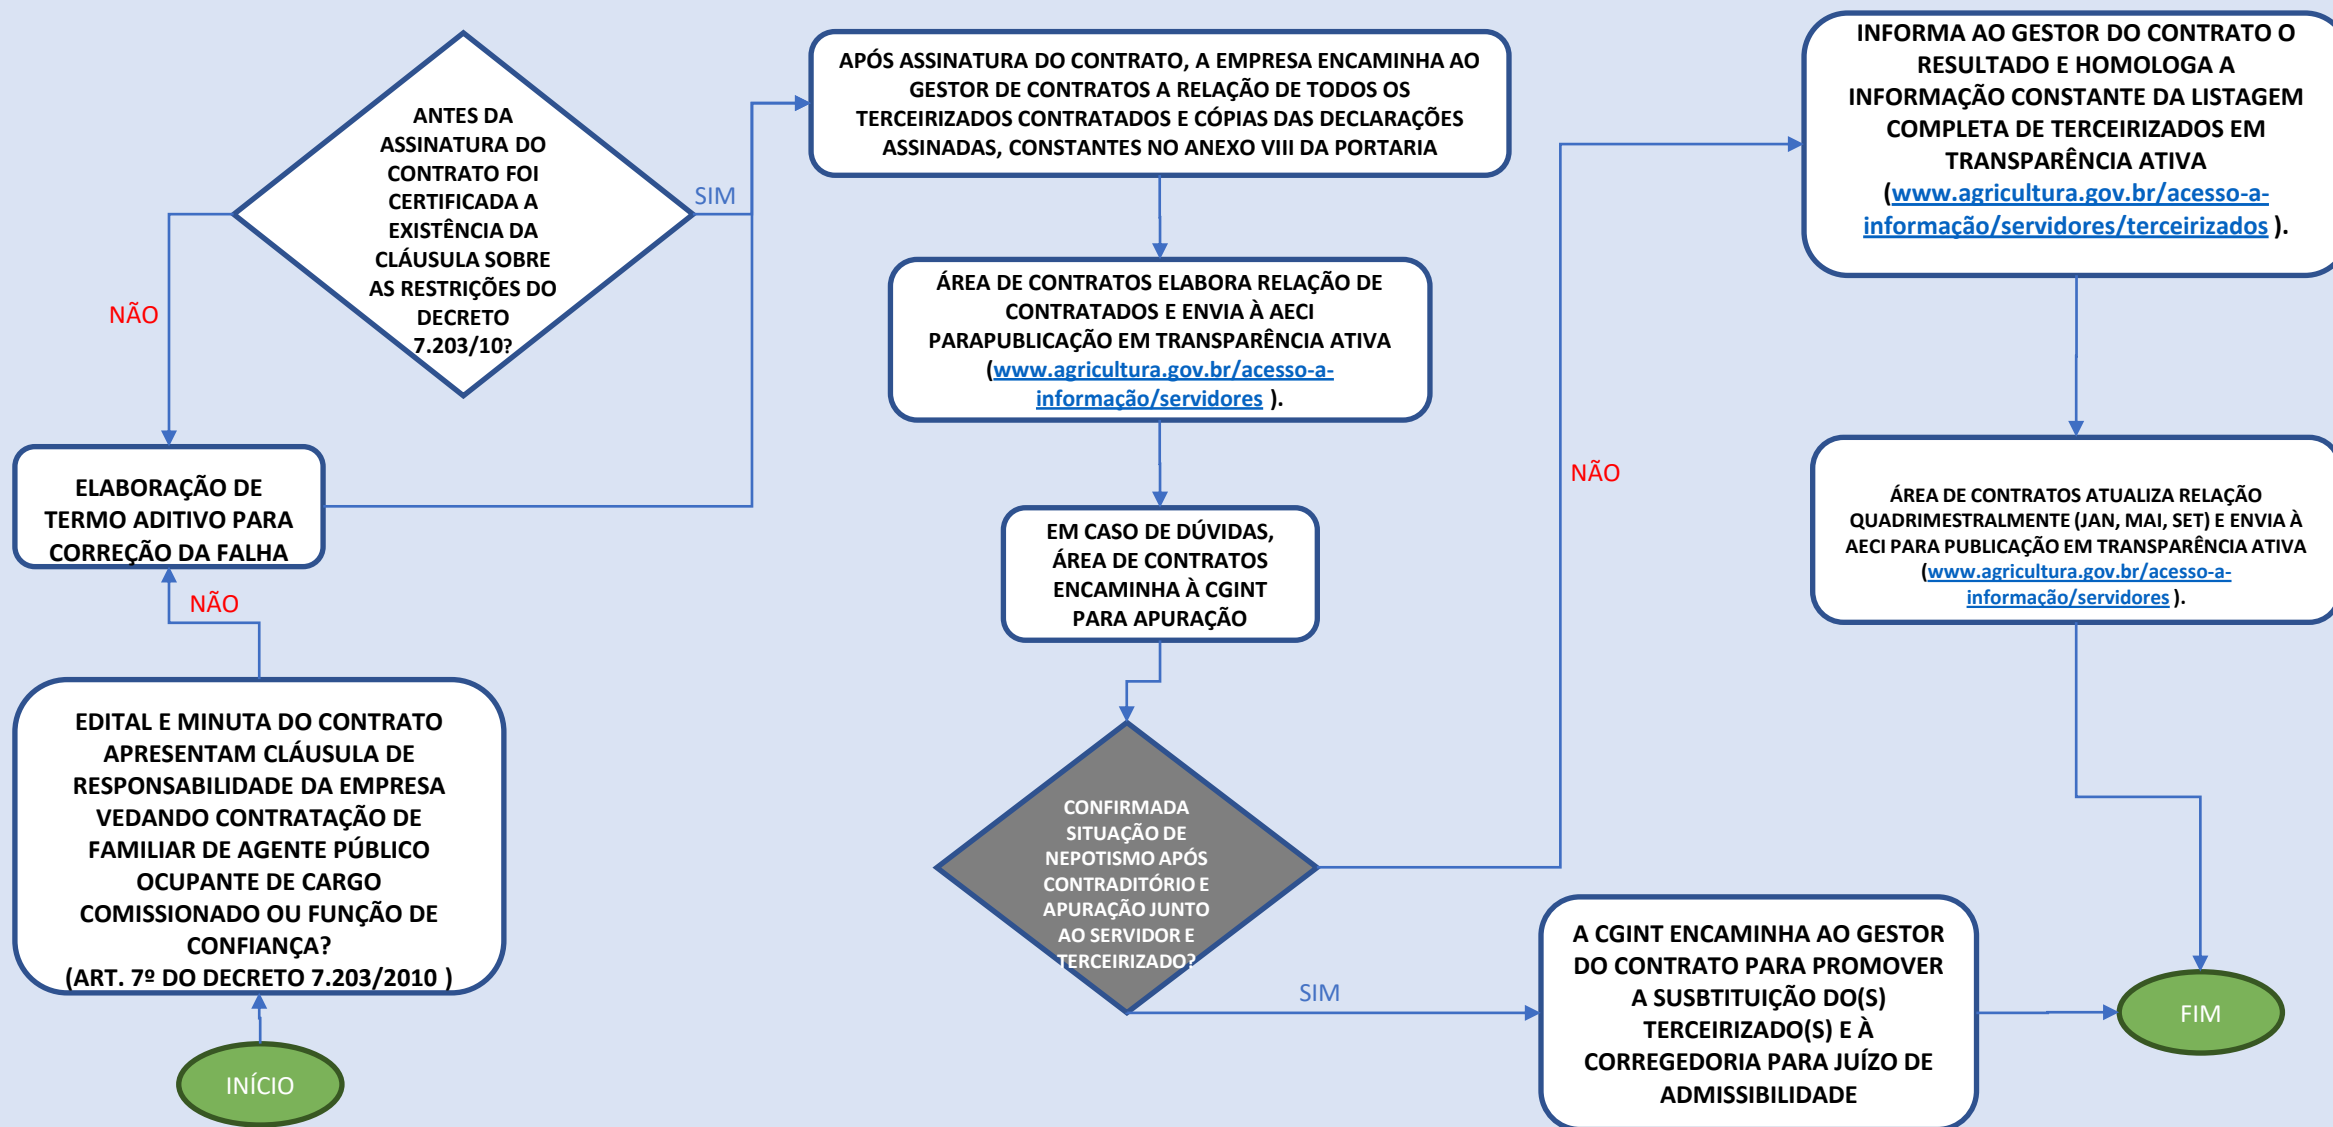 ANTES DA
ASSINATURA DO
CONTRATO FOI
CERTIFICADA A
EXISTÊNCIA DA
CLÁUSULA SOBRE
AS RESTRIÇÕES DO
DECRETO
7.203/10?
NÃO
SIM
ELABORAÇÃO DE
TERMO ADITIVO PARA
CORREÇÃO DA FALHA
NÃO
EDITAL E MINUTA DO CONTRATO
APRESENTAM CLÁUSULA DE
RESPONSABILIDADE DA EMPRESA
VEDANDO CONTRATAÇÃO DE
FAMILIAR DE AGENTE PÚBLICO
OCUPANTE DE CARGO
COMISSIONADO OU FUNÇÃO DE
CONFIANÇA?
(ART. 7º DO DECRETO 7.203/2010 )
INÍCIO
APÓS ASSINATURA DO CONTRATO, A EMPRESA ENCAMINHA AO
GESTOR DE CONTRATOS A RELAÇÃO DE TODOS OS
TERCEIRIZADOS CONTRATADOS E CÓPIAS DAS DECLARAÇÕES
ASSINADAS, CONSTANTES NO ANEXO VIII DA PORTARIA
ÁREA DE CONTRATOS ELABORA RELAÇÃO DE
CONTRATADOS E ENVIA À AECI
PARAPUBLICAÇÃO EM TRANSPARÊNCIA ATIVA
(www.agricultura.gov.br/acesso-a-
informação/servidores ).
EM CASO DE DÚVIDAS,
ÁREA DE CONTRATOS
ENCAMINHA À CGINT
PARA APURAÇÃO
CONFIRMADA
SITUAÇÃO DE
NEPOTISMO APÓS
CONTRADITÓRIO E
APURAÇÃO JUNTO
AO SERVIDOR E
TERCEIRIZADO?
NÃO
SIM
A CGINT ENCAMINHA AO GESTOR
DO CONTRATO PARA PROMOVER
A SUSBTITUIÇÃO DO(S)
TERCEIRIZADO(S) E À
CORREGEDORIA PARA JUÍZO DE
ADMISSIBILIDADE
INFORMA AO GESTOR DO CONTRATO O
RESULTADO E HOMOLOGA A
INFORMAÇÃO CONSTANTE DA LISTAGEM
COMPLETA DE TERCEIRIZADOS EM
TRANSPARÊNCIA ATIVA
(www.agricultura.gov.br/acesso-a-
informação/servidores/terceirizados ).
ÁREA DE CONTRATOS ATUALIZA RELAÇÃO
QUADRIMESTRALMENTE (JAN, MAI, SET) E ENVIA À
AECI PARA PUBLICAÇÃO EM TRANSPARÊNCIA ATIVA
(www.agricultura.gov.br/acesso-a-
informação/servidores ).
FIM